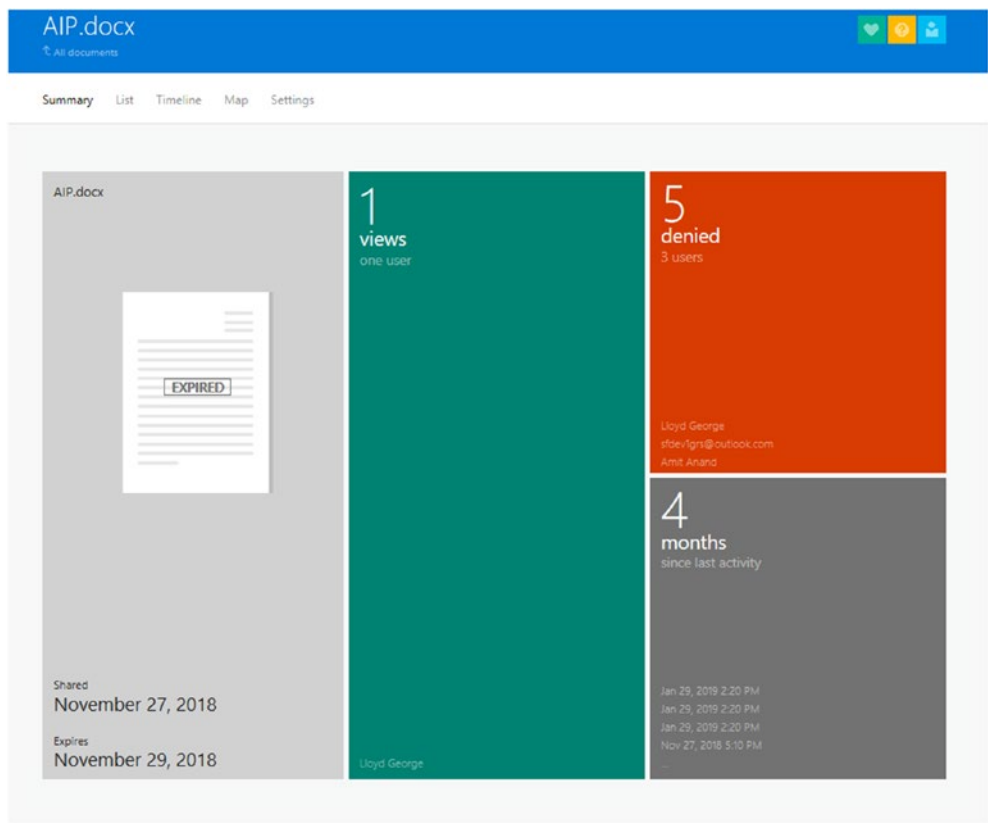 AIP.docx
All documents
Summary List Timeline Map Settings
AIP.docx
EXPIRED
Shared
November 27, 2018
Expires
November 29, 2018
1
views
one user
Lloyd George
5
denied
3 users
Lloyd George
sfdev1grs@outlook.com
Amit Anand
4
months
since last activity
Jan 29, 2019 2:20 PM
Jan 29, 2019 2:20 PM
Jan 29, 2019 2:20 PM
Nov 27, 2018 5:10 PM
...